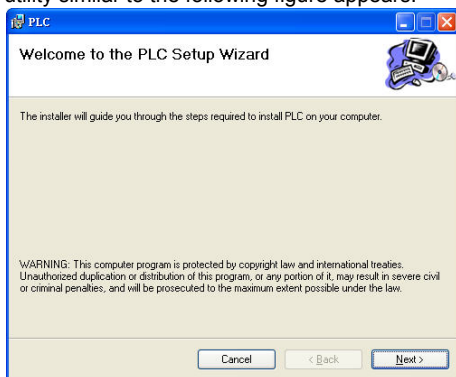 utility similar to the following figure appears.
PLC
Welcome to the PLC Setup Wizard
The installer will guide you through the steps required to install PLC on your computer.
WARNING: This computer program is protected by copyright law and international treaties.
Unauthorized duplication or distribution of this program, or any portion of it, may result in severe civil
or criminal penalties, and will be prosecuted to the maximum extent possible under the law.
Cancel
< Back
Next >